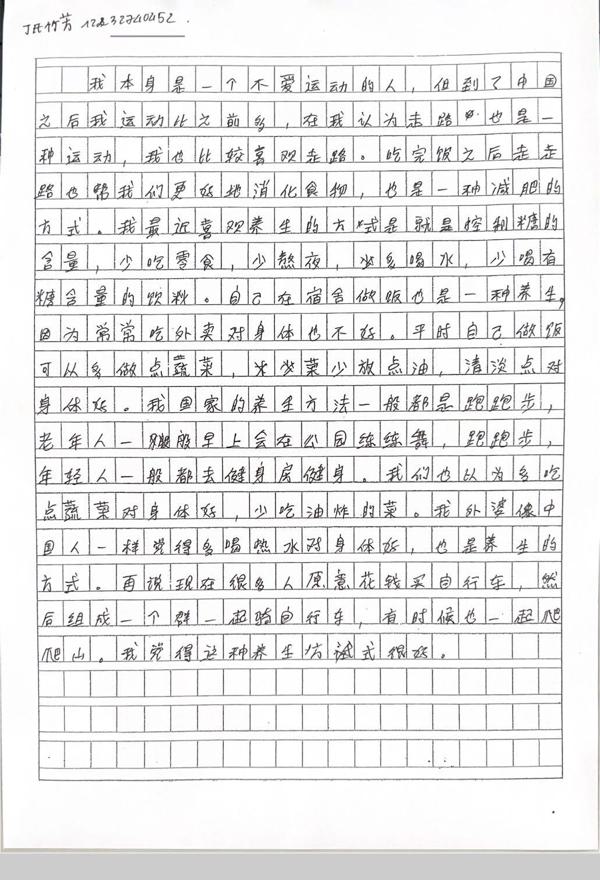 竹芳 12232740452.
我本身是一个不爱运动的人，但到了中国
之后我运动比之前多，在我认为走路也是一
种运动，我也比较喜欢走路。吃完饭之后走走
路也帮我们更好地消化食物，也是一种减肥的
方式。我最近喜欢养生的方式是就是控制糖的
含量，少吃零食，少熬夜，多喝水，少喝有
糖含量的饮料。自己在宿舍做饭也是一种养生。
因为常常吃外卖对身体也不好。平时自己做饭
可以多做点蔬菜，炒菜少放点油，清淡点对
身体好。我国家的养生方法一般都是跑跑步，
老年人一般早上会在公园练练舞，跑跑步，
年轻人一般都去健身房健身。我们也认为多吃
点蔬菜对身体好，少吃油炸的菜。我外婆像中
国人一样觉得多喝热水对身体好，也是养生的
方式。再说现在很多人愿意花钱买自行车，然
后组成一个群一起骑自行车，有时候也一起爬
爬山。我觉得这种养生方式很好。